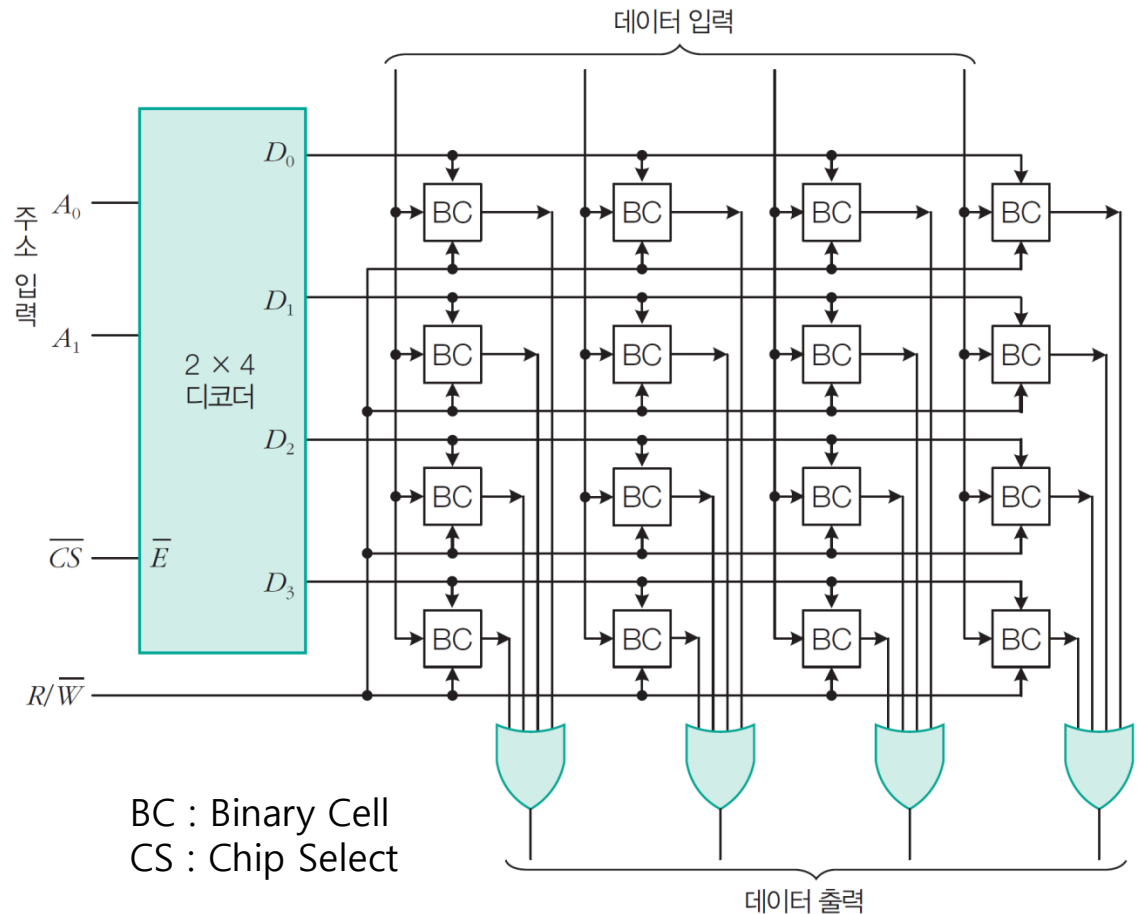 데이터 입력
주소 입력
A₀
A₁
C̅S̅
E̅
2 × 4
디코더
D₀
D₁
D₂
D₃
R/W̅
BC BC BC BC
BC BC BC BC
BC BC BC BC
BC BC BC BC
BC : Binary Cell
CS : Chip Select
데이터 출력